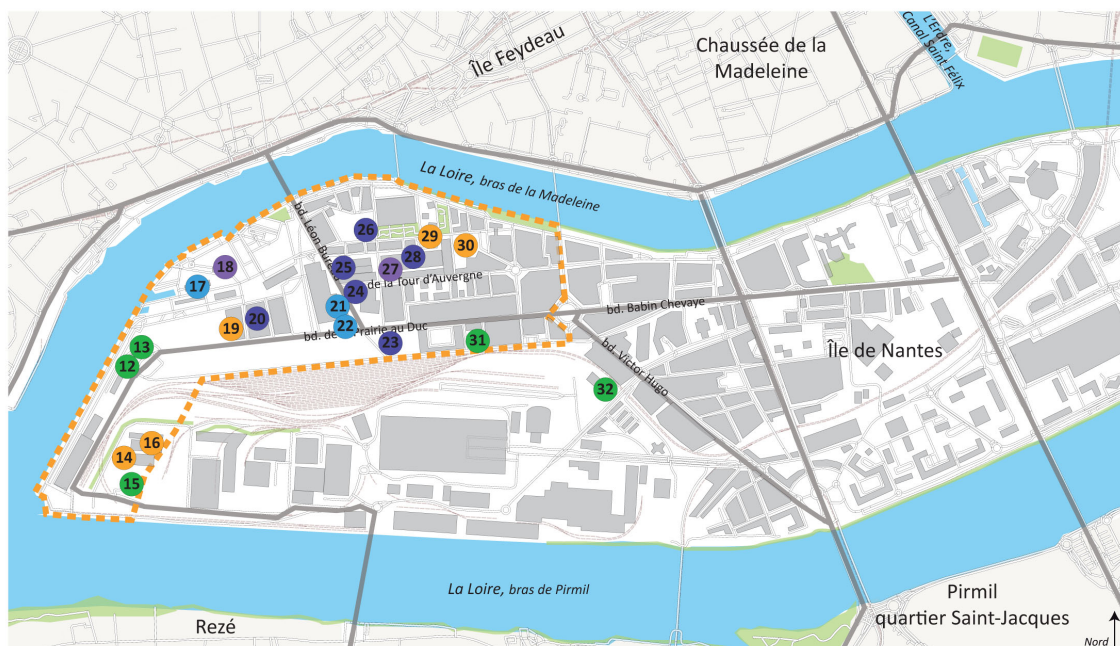 L'Erdre,
Canal Saint Félix
Île Feydeau
Chaussée de la
Madeleine
La Loire, bras de la Madeleine
bd. Léon Bureau
26
29
30
28
18
25
27
de la Tour d'Auvergne
17
24
21
20
19
22
bd. de la Prairie au Duc
bd. Babin Chevaye
23
31
13
12
bd. Victor Hugo
Île de Nantes
32
16
14
15
La Loire, bras de Pirmil
Pirmil
quartier Saint-Jacques
Rezé
Nord